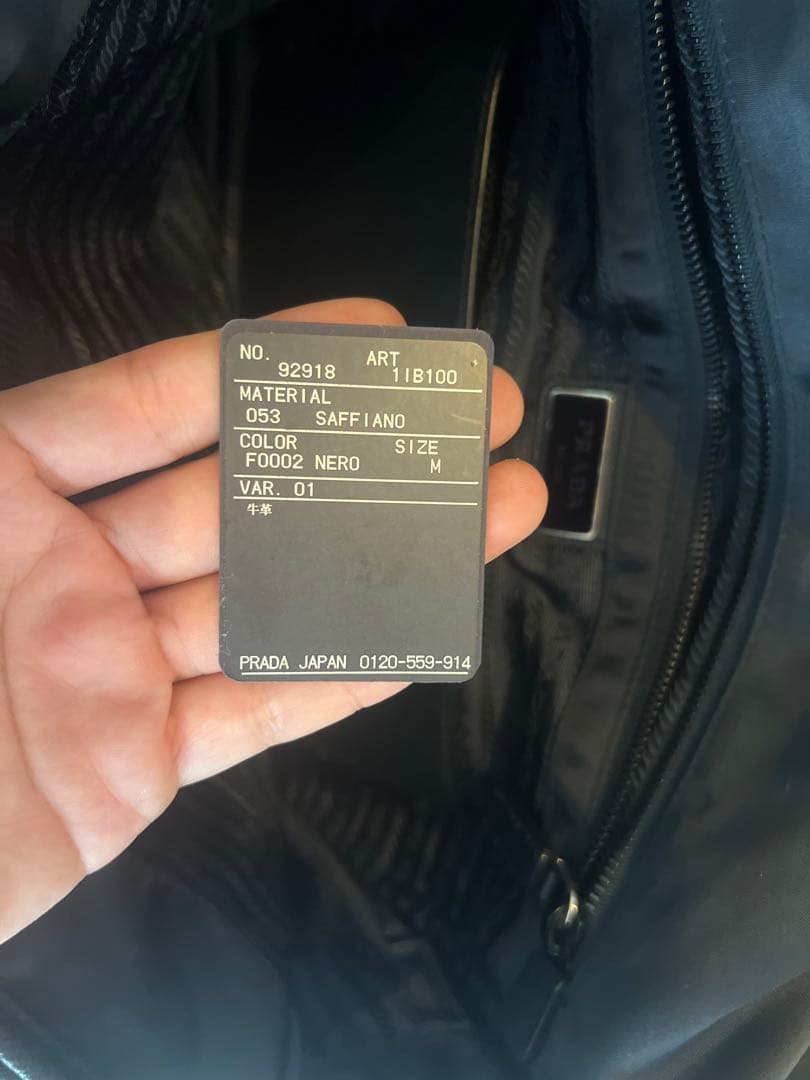 NO. ART
92918 1IB100
MATERIAL
053 SAFFIANO
COLOR SIZE
F0002 NERO M
VAR. 01
牛革
PRADA JAPAN 0120-559-914
PRADA